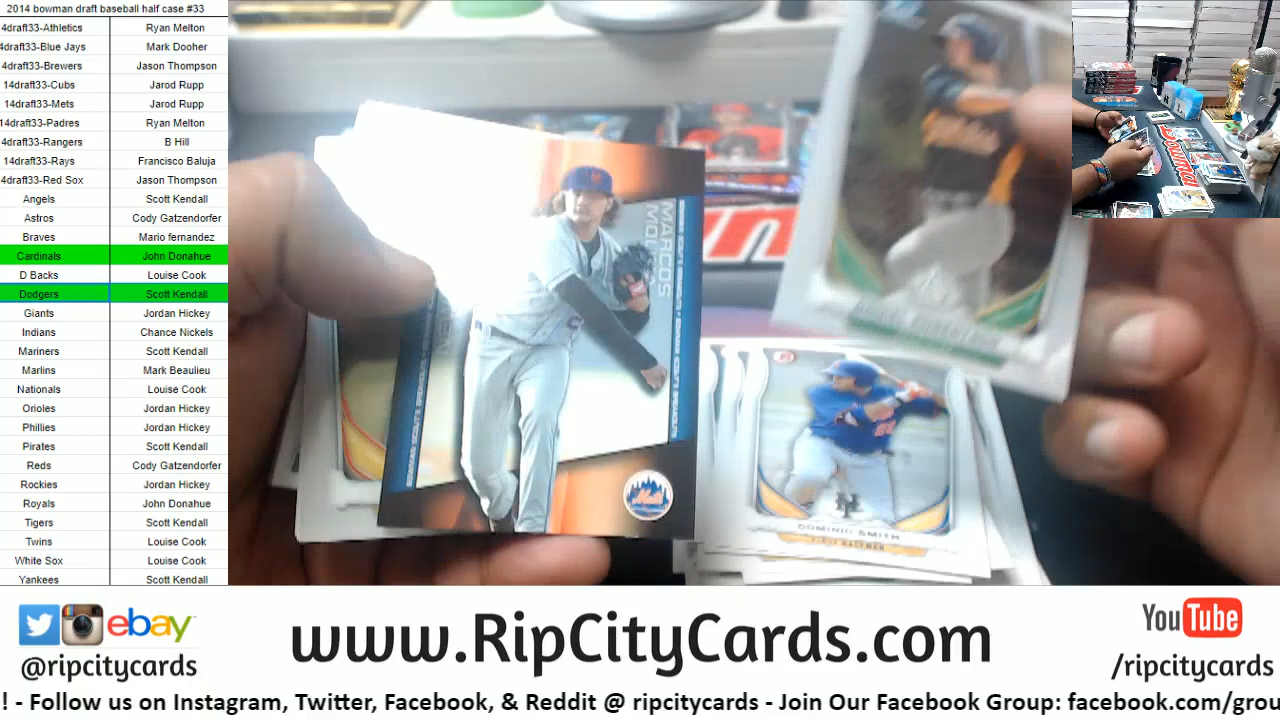 2014 bowman draft baseball half case #33
4draft33-Athletics Ryan Melton
4draft33-Blue Jays Mark Dooher
4draft33-Brewers Jason Thompson
14draft33-Cubs Jarod Rupp
14draft33-Mets Jarod Rupp
14draft33-Padres Ryan Melton
4draft33-Rangers B Hill
14draft33-Rays Francisco Baluja
4draft33-Red Sox Jason Thompson
Angels Scott Kendall
Astros Cody Gatzendorfer
Braves Mario fernandez
Cardinals John Donahue
D Backs Louise Cook
Dodgers Scott Kendall
Giants Jordan Hickey
Indians Chance Nickels
Mariners Scott Kendall
Marlins Mark Beaulieu
Nationals Louise Cook
Orioles Jordan Hickey
Phillies Jordan Hickey
Pirates Scott Kendall
Reds Cody Gatzendorfer
Rockies Jordan Hickey
Royals John Donahue
Tigers Scott Kendall
Twins Louise Cook
White Sox Louise Cook
Yankees Scott Kendall
MARCOS
MOL
Mets
DOMINIC SMITH
FIRST BASEMAN
ebay
@ripcitycards
www.RipCityCards.com
YouTube
/ripcitycards
! - Follow us on Instagram, Twitter, Facebook, & Reddit @ ripcitycards - Join Our Facebook Group: facebook.com/grou